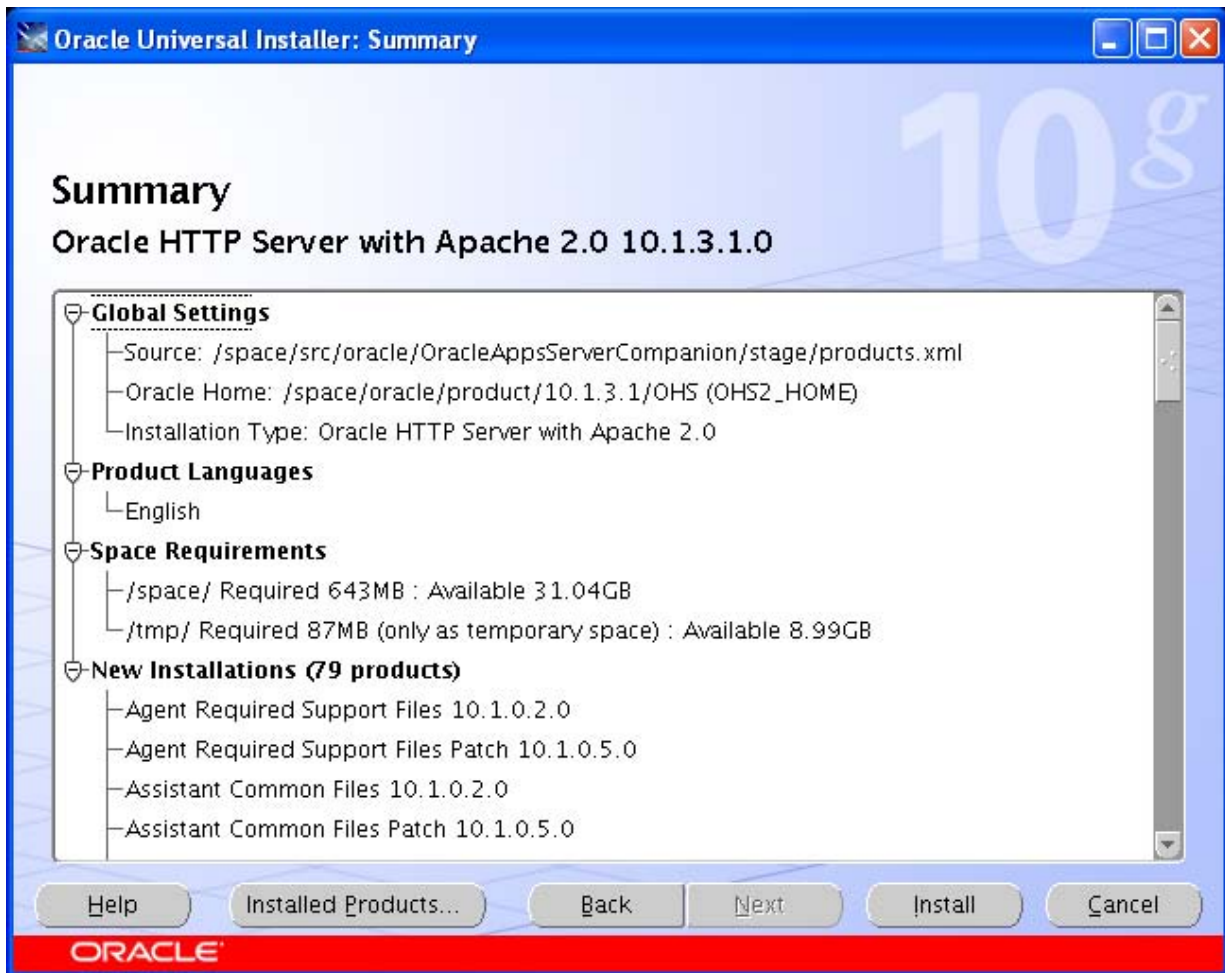 Oracle Universal Installer: Summary
10g
Summary
Oracle HTTP Server with Apache 2.0 10.1.3.1.0
Global Settings
Source: /space/src/oracle/OracleAppsServerCompanion/stage/products.xml
Oracle Home: /space/oracle/product/10.1.3.1/OHS (OHS2_HOME)
Installation Type: Oracle HTTP Server with Apache 2.0
Product Languages
English
Space Requirements
/space/ Required 643MB : Available 31.04GB
/tmp/ Required 87MB (only as temporary space) : Available 8.99GB
New Installations (79 products)
Agent Required Support Files 10.1.0.2.0
Agent Required Support Files Patch 10.1.0.5.0
Assistant Common Files 10.1.0.2.0
Assistant Common Files Patch 10.1.0.5.0
Help Installed Products... Back Next Install Cancel
ORACLE